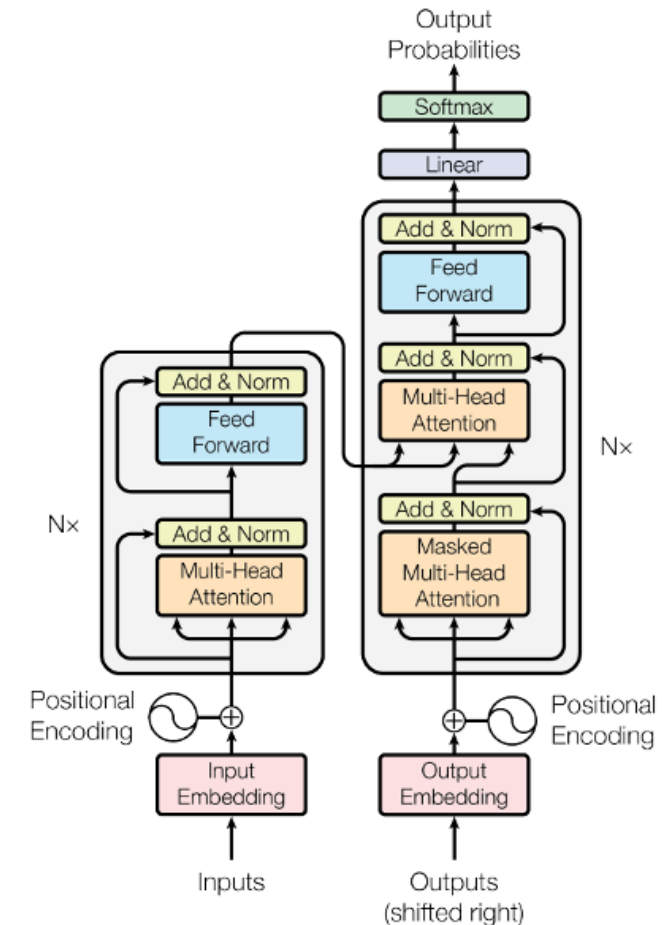 Output
Probabilities
Softmax
Linear
Add & Norm
Feed
Forward
Add & Norm
Multi-Head
Attention
Add & Norm
Masked
Multi-Head
Attention
N×
Positional
Encoding
Output
Embedding
Outputs
(shifted right)
Add & Norm
Feed
Forward
Add & Norm
Multi-Head
Attention
N×
Positional
Encoding
Input
Embedding
Inputs